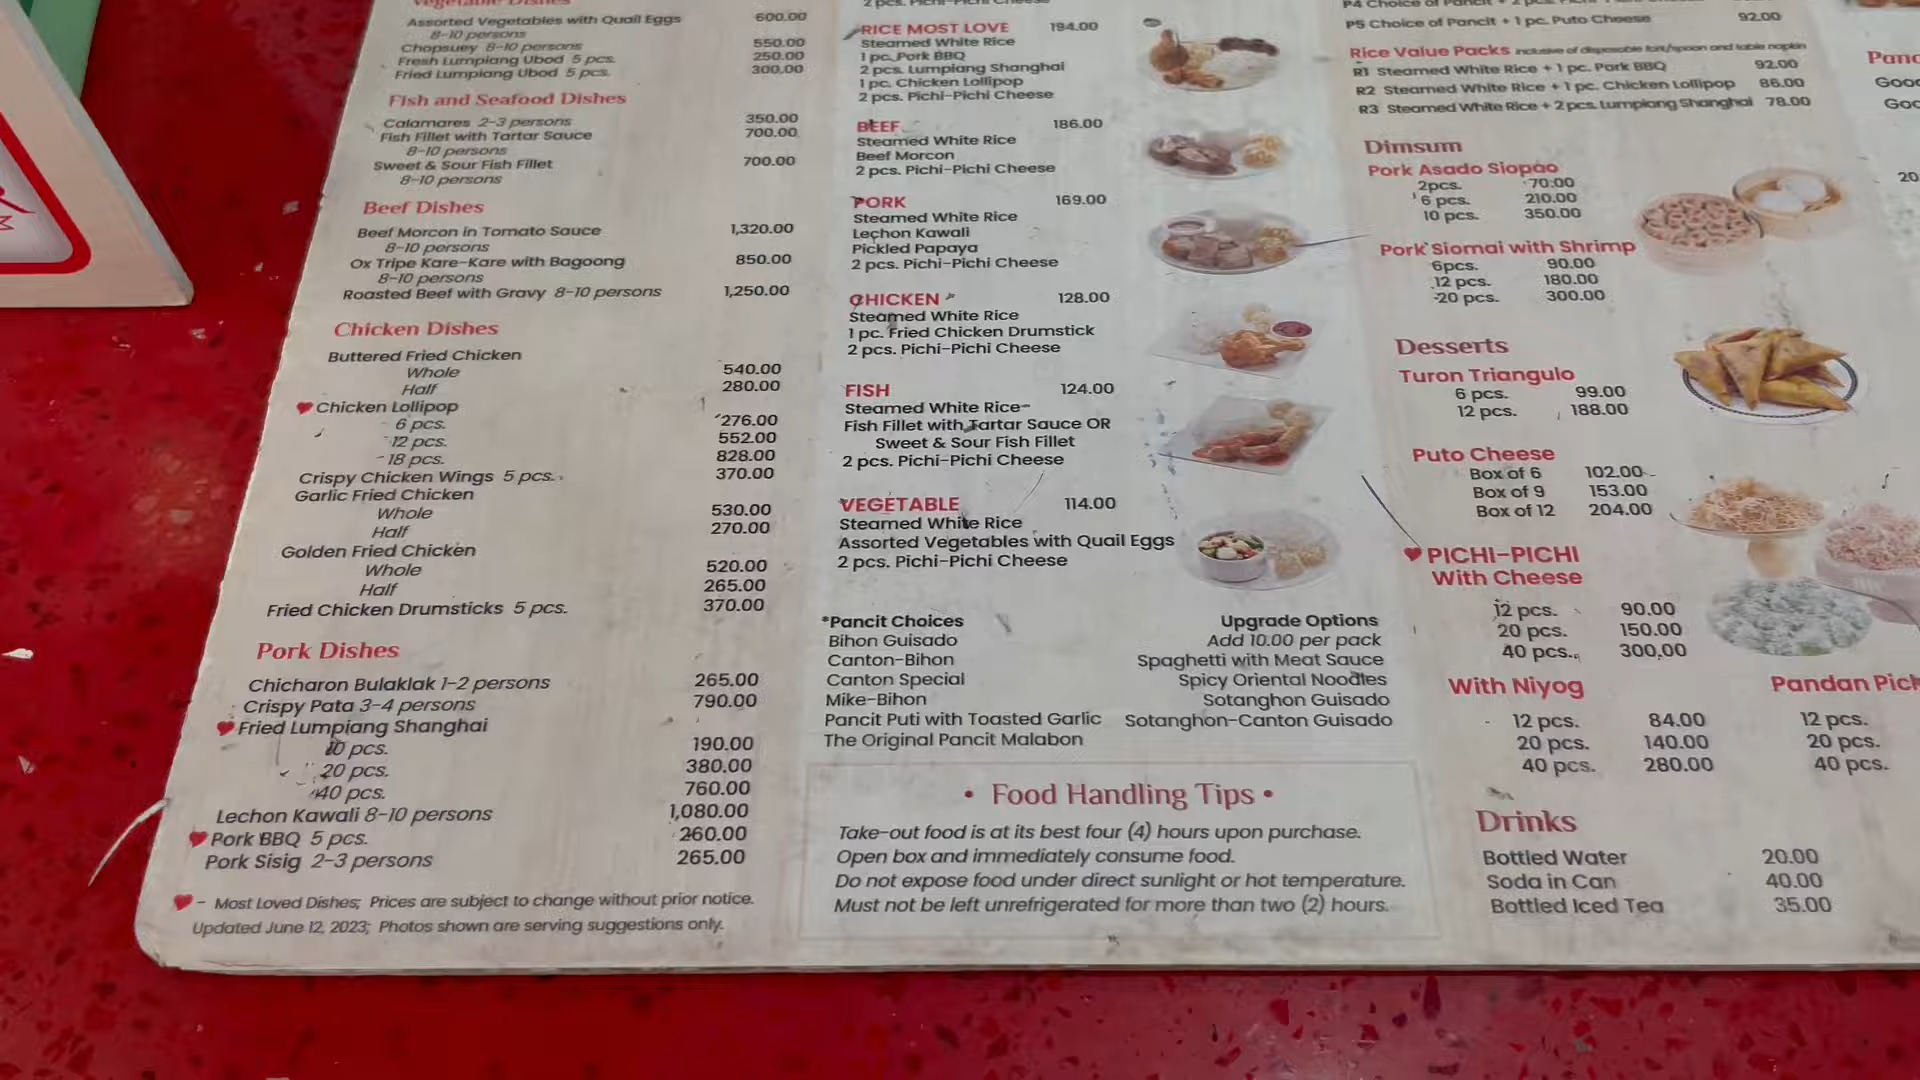 Vegetable Dishes
Assorted Vegetables with Quail Eggs 600.00
8-10 persons
Chopsuey 8-10 persons 550.00
Fresh Lumpiang Ubod 5 pcs. 250.00
Fried Lumpiang Ubod 5 pcs. 300.00
Fish and Seafood Dishes
Calamares 2-3 persons 350.00
Fish Fillet with Tartar Sauce 700.00
8-10 persons
Sweet & Sour Fish Fillet 700.00
8-10 persons
Beef Dishes
Beef Morcon in Tomato Sauce 1,320.00
8-10 persons
Ox Tripe Kare-Kare with Bagoong 850.00
8-10 persons
Roasted Beef with Gravy 8-10 persons 1,250.00
Chicken Dishes
Buttered Fried Chicken
Whole 540.00
Half 280.00
Chicken Lollipop
6 pcs. 276.00
12 pcs. 552.00
18 pcs. 828.00
Crispy Chicken Wings 5 pcs. 370.00
Garlic Fried Chicken
Whole 530.00
Half 270.00
Golden Fried Chicken
Whole 520.00
Half 265.00
Fried Chicken Drumsticks 5 pcs. 370.00
Pork Dishes
Chicharon Bulaklak 1-2 persons 265.00
Crispy Pata 3-4 persons 790.00
Fried Lumpiang Shanghai
10 pcs. 190.00
20 pcs. 380.00
40 pcs. 760.00
Lechon Kawali 8-10 persons 1,080.00
Pork BBQ 5 pcs. 260.00
Pork Sisig 2-3 persons 265.00
- Most Loved Dishes; Prices are subject to change without prior notice.
Updated June 12, 2023; Photos shown are serving suggestions only.
2 pcs. Pichi-Pichi Cheese
RICE MOST LOVE 194.00
Steamed White Rice
1 pc. Pork BBQ
2 pcs. Lumpiang Shanghai
1 pc. Chicken Lollipop
2 pcs. Pichi-Pichi Cheese
BEEF 186.00
Steamed White Rice
Beef Morcon
2 pcs. Pichi-Pichi Cheese
PORK 169.00
Steamed White Rice
Lechon Kawali
Pickled Papaya
2 pcs. Pichi-Pichi Cheese
CHICKEN 128.00
Steamed White Rice
1 pc. Fried Chicken Drumstick
2 pcs. Pichi-Pichi Cheese
FISH 124.00
Steamed White Rice
Fish Fillet with Tartar Sauce OR
Sweet & Sour Fish Fillet
2 pcs. Pichi-Pichi Cheese
VEGETABLE 114.00
Steamed White Rice
Assorted Vegetables with Quail Eggs
2 pcs. Pichi-Pichi Cheese
*Pancit Choices
Bihon Guisado
Canton-Bihon
Canton Special
Mike-Bihon
Pancit Puti with Toasted Garlic
The Original Pancit Malabon
Upgrade Options
Add 10.00 per pack
Spaghetti with Meat Sauce
Spicy Oriental Noodles
Sotanghon Guisado
Sotanghon-Canton Guisado
• Food Handling Tips •
Take-out food is at its best four (4) hours upon purchase.
Open box and immediately consume food.
Do not expose food under direct sunlight or hot temperature.
Must not be left unrefrigerated for more than two (2) hours.
P4 Choice of Pancit + 2 pcs.
P5 Choice of Pancit + 1 pc. Puto Cheese 92.00
Rice Value Packs inclusive of disposable fork/spoon and table napkin
R1 Steamed White Rice + 1 pc. Pork BBQ 92.00
R2 Steamed White Rice + 1 pc. Chicken Lollipop 86.00
R3 Steamed White Rice + 2 pcs. Lumpiang Shanghai 78.00
Dimsum
Pork Asado Siopao
2pcs. 70.00
6 pcs. 210.00
10 pcs. 350.00
Pork Siomai with Shrimp
6pcs. 90.00
12 pcs. 180.00
20 pcs. 300.00
Desserts
Turon Triangulo
6 pcs. 99.00
12 pcs. 188.00
Puto Cheese
Box of 6 102.00
Box of 9 153.00
Box of 12 204.00
PICHI-PICHI
With Cheese
12 pcs. 90.00
20 pcs. 150.00
40 pcs. 300.00
With Niyog
12 pcs. 84.00
20 pcs. 140.00
40 pcs. 280.00
Pandan Pich
12 pcs.
20 pcs.
40 pcs.
Drinks
Bottled Water 20.00
Soda in Can 40.00
Bottled Iced Tea 35.00
Panc
Good
Goo
20